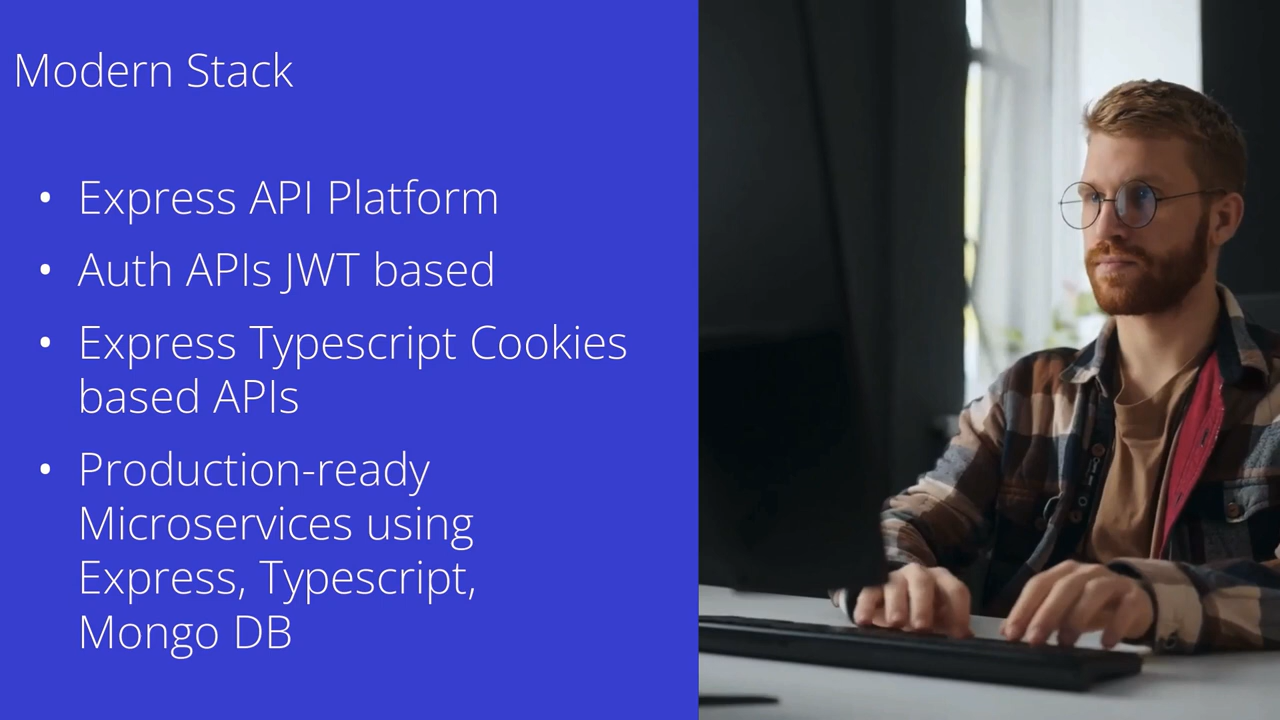 Modern Stack
• Express API Platform
• Auth APIs JWT based
• Express Typescript Cookies
based APIs
• Production-ready
Microservices using
Express, Typescript,
Mongo DB